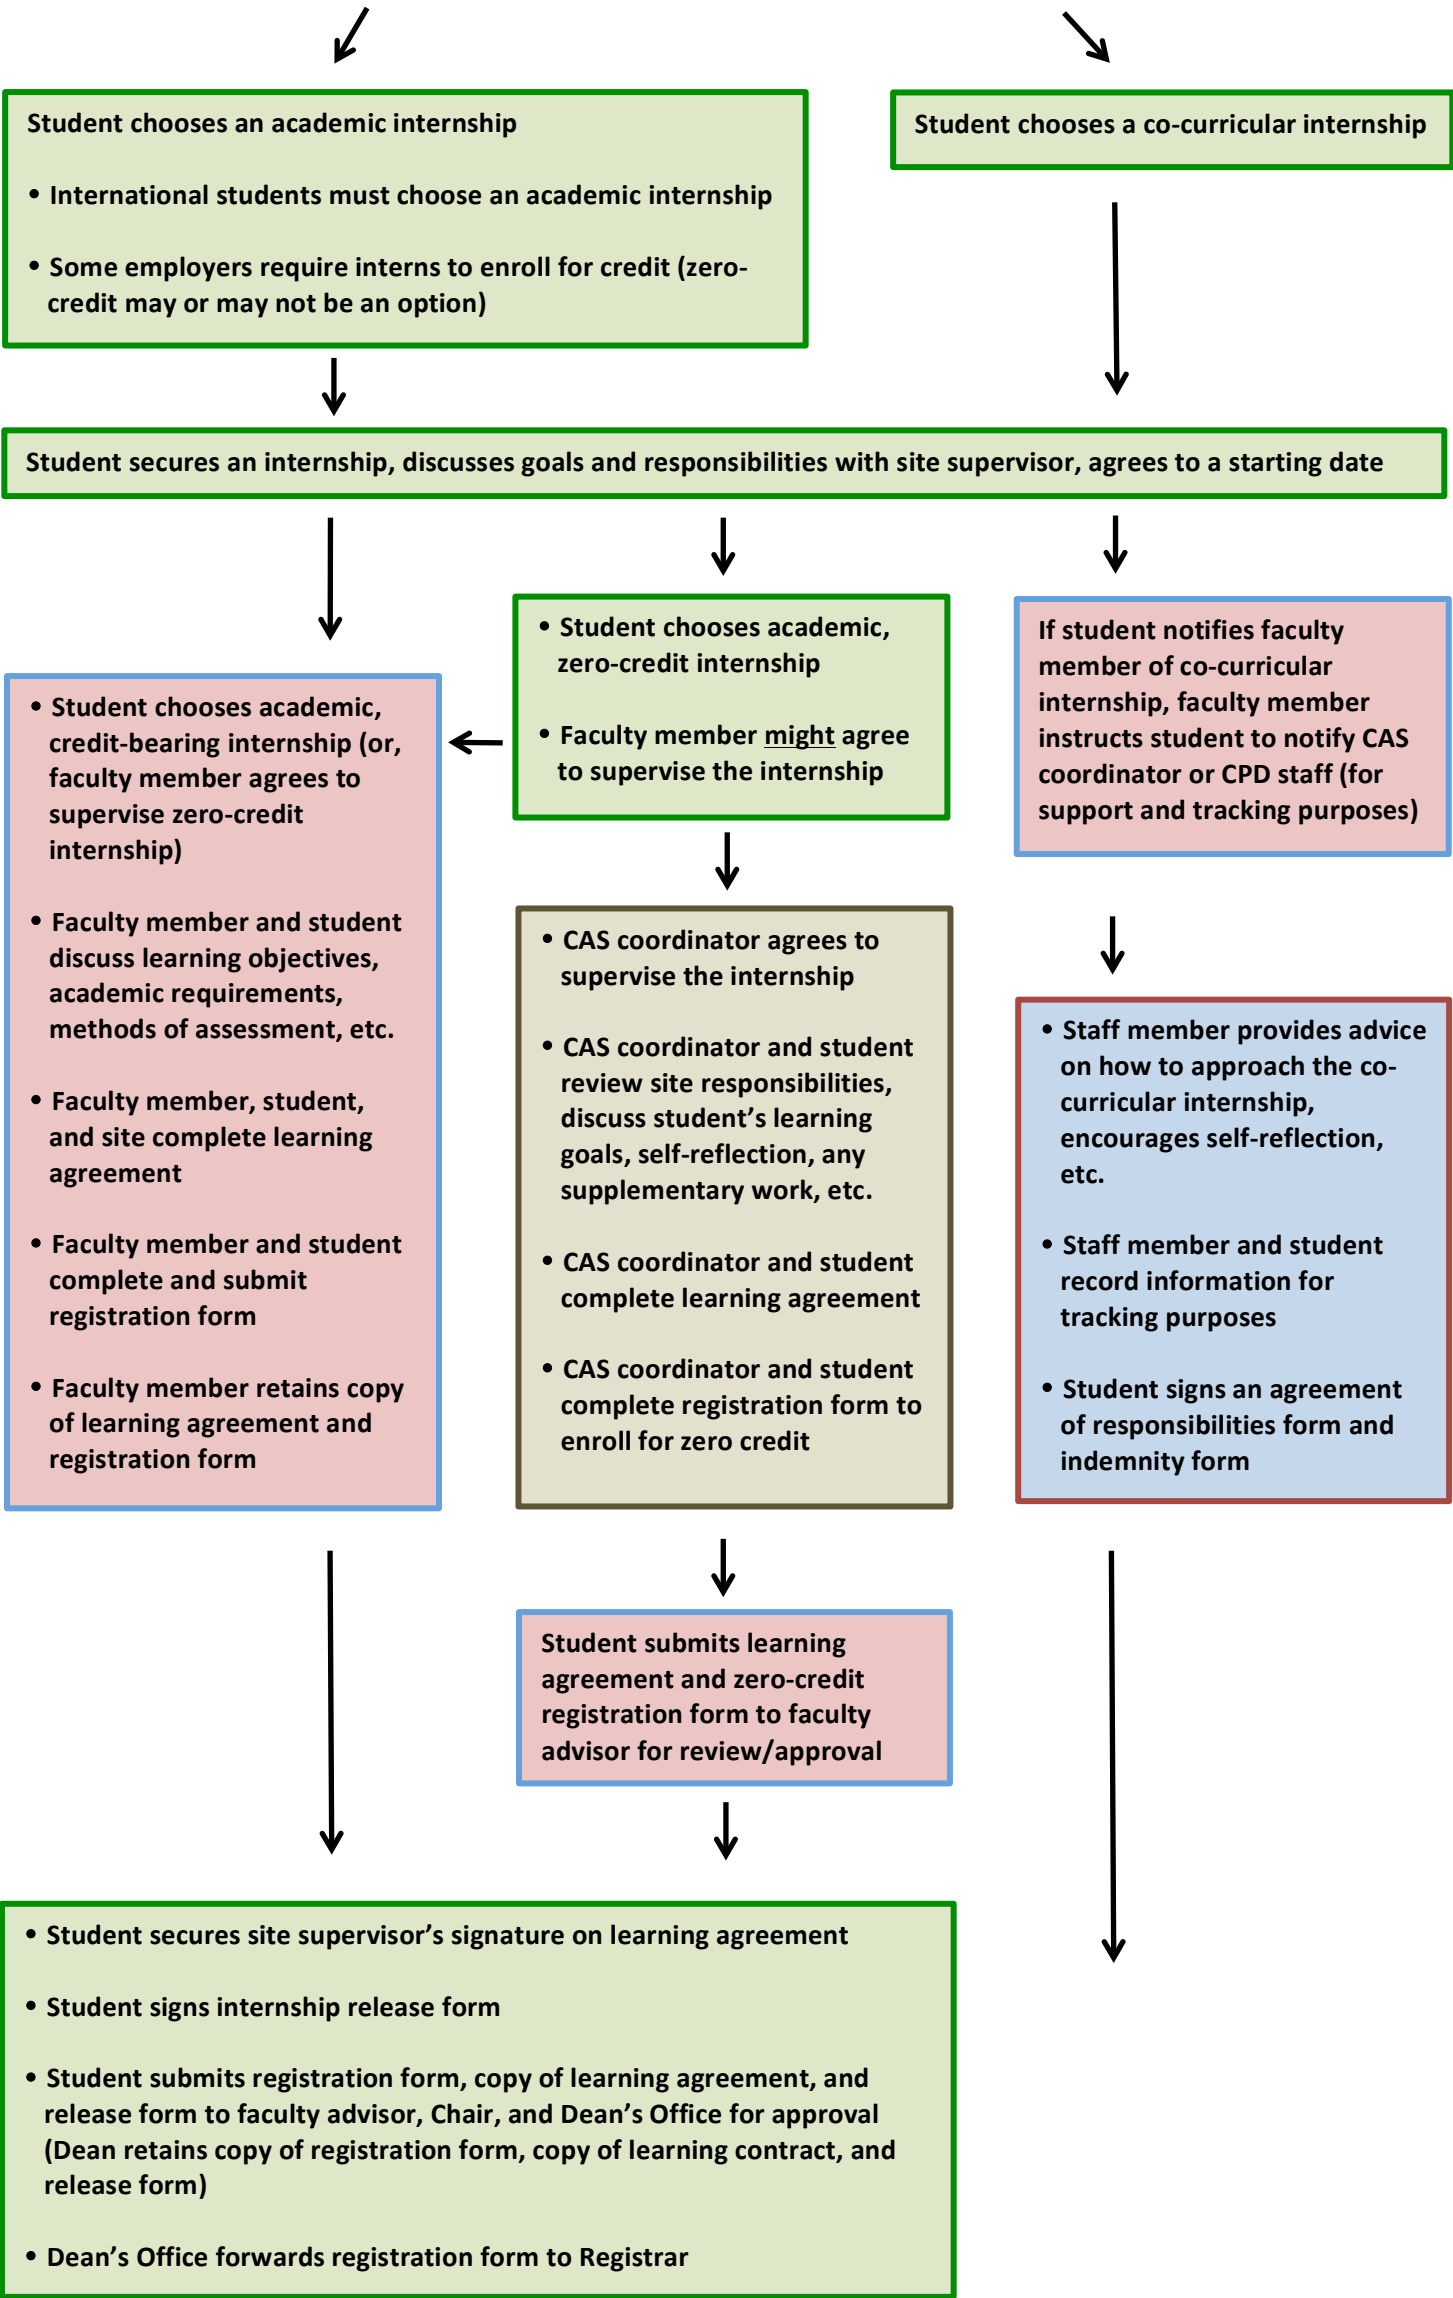 Student chooses an academic internship
• International students must choose an academic internship
• Some employers require interns to enroll for credit (zero-
credit may or may not be an option)
Student chooses a co-curricular internship
Student secures an internship, discusses goals and responsibilities with site supervisor, agrees to a starting date
• Student chooses academic,
credit-bearing internship (or,
faculty member agrees to
supervise zero-credit
internship)
• Faculty member and student
discuss learning objectives,
academic requirements,
methods of assessment, etc.
• Faculty member, student,
and site complete learning
agreement
• Faculty member and student
complete and submit
registration form
• Faculty member retains copy
of learning agreement and
registration form
• Student chooses academic,
zero-credit internship
• Faculty member might agree
to supervise the internship
• CAS coordinator agrees to
supervise the internship
• CAS coordinator and student
review site responsibilities,
discuss student’s learning
goals, self-reflection, any
supplementary work, etc.
• CAS coordinator and student
complete learning agreement
• CAS coordinator and student
complete registration form to
enroll for zero credit
Student submits learning
agreement and zero-credit
registration form to faculty
advisor for review/approval
If student notifies faculty
member of co-curricular
internship, faculty member
instructs student to notify CAS
coordinator or CPD staff (for
support and tracking purposes)
• Staff member provides advice
on how to approach the co-
curricular internship,
encourages self-reflection,
etc.
• Staff member and student
record information for
tracking purposes
• Student signs an agreement
of responsibilities form and
indemnity form
• Student secures site supervisor’s signature on learning agreement
• Student signs internship release form
• Student submits registration form, copy of learning agreement, and
release form to faculty advisor, Chair, and Dean’s Office for approval
(Dean retains copy of registration form, copy of learning contract, and
release form)
• Dean’s Office forwards registration form to Registrar